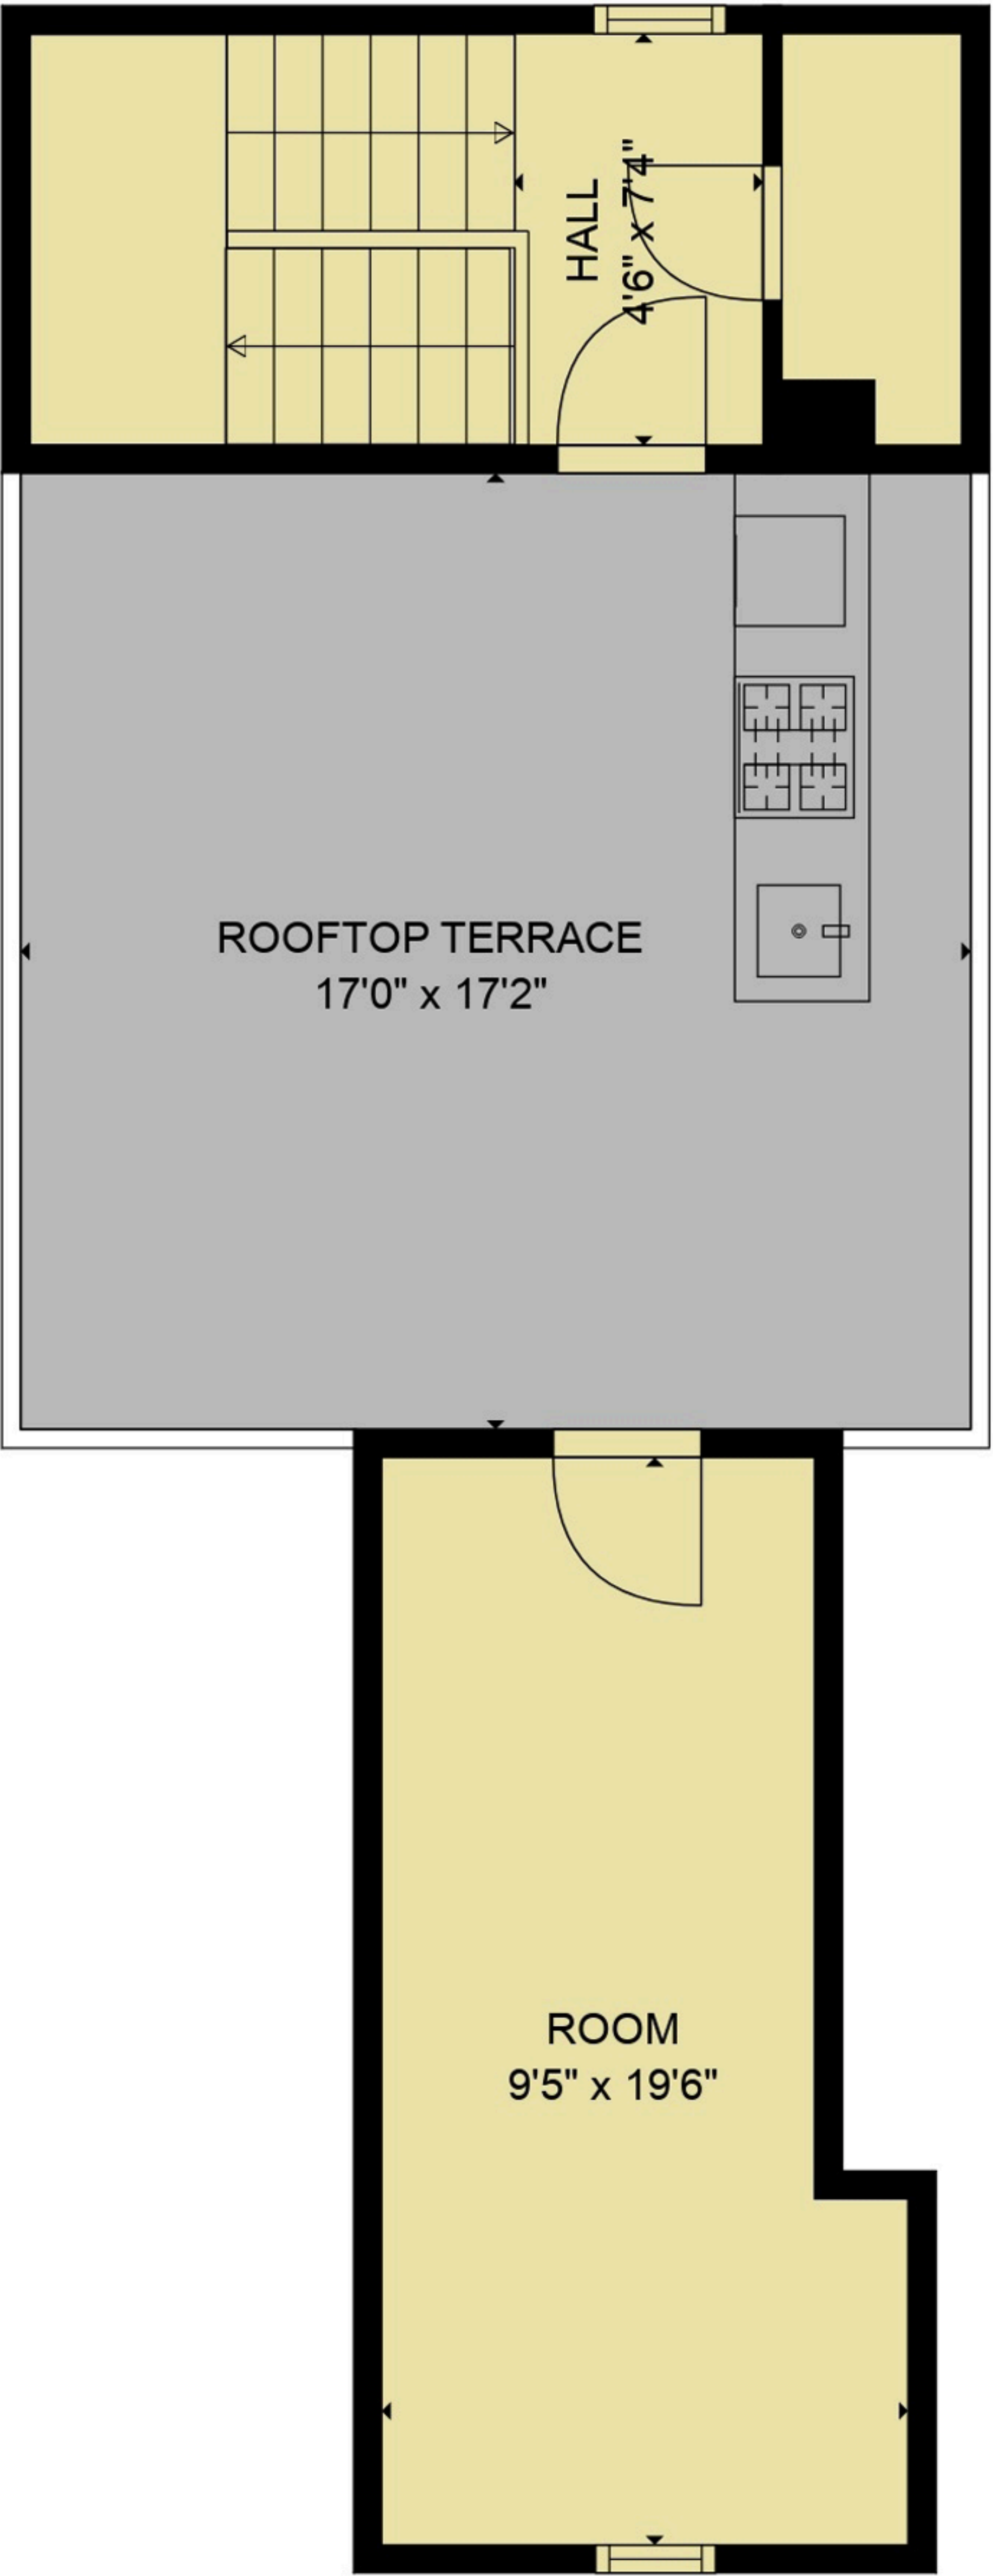 HALL
4'6" x 7'4"
ROOFTOP TERRACE
17'0" x 17'2"
ROOM
9'5" x 19'6"